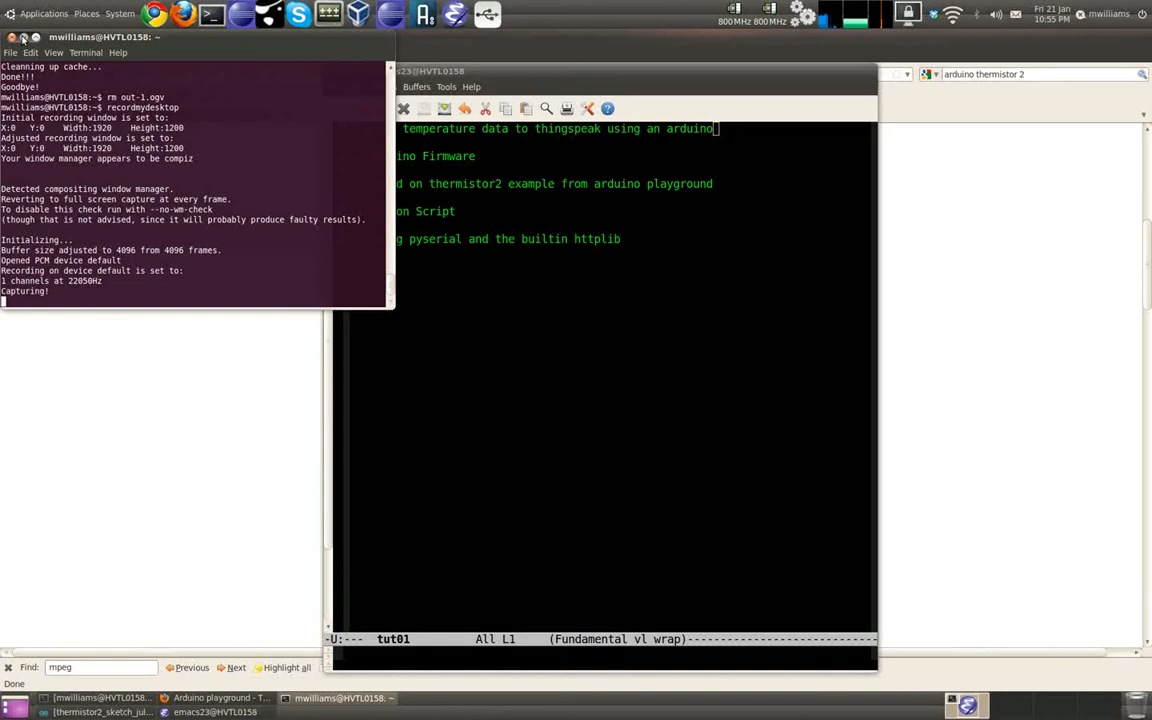 Applications Places System
800 MHz 800 MHz
Fri 21 Jan
10:55 PM
mwilliams
mwilliams@HVTL0158: ~
File Edit View Terminal Help
Cleanning up cache...
Done!!!
Goodbye!
mwilliams@HVTL0158:~$ rm out-1.ogv
mwilliams@HVTL0158:~$ recordmydesktop
Initial recording window is set to:
X:0 Y:0 Width:1920 Height:1200
Adjusted recording window is set to:
X:0 Y:0 Width:1920 Height:1200
Your window manager appears to be compiz
Detected compositing window manager.
Reverting to full screen capture at every frame.
To disable this check run with --no-wm-check
(though that is not advised, since it will probably produce faulty results).
Initializing...
Buffer size adjusted to 4096 from 4096 frames.
Opened PCM device default
Recording on device default is set to:
1 channels at 22050Hz
Capturing!
cs23@HVTL0158
Buffers Tools Help
temperature data to thingspeak using an arduino
ino Firmware
d on thermistor2 example from arduino playground
on Script
g pyserial and the builtin httplib
-U:--- tut01 All L1 (Fundamental vl wrap)
arduino thermistor 2
Find: mpeg Previous Next Highlight all
Done
[mwilliams@HVTL0158:... Arduino playground - T... mwilliams@HVTL0158: ~
[thermistor2_sketch_jul... emacs23@HVTL0158